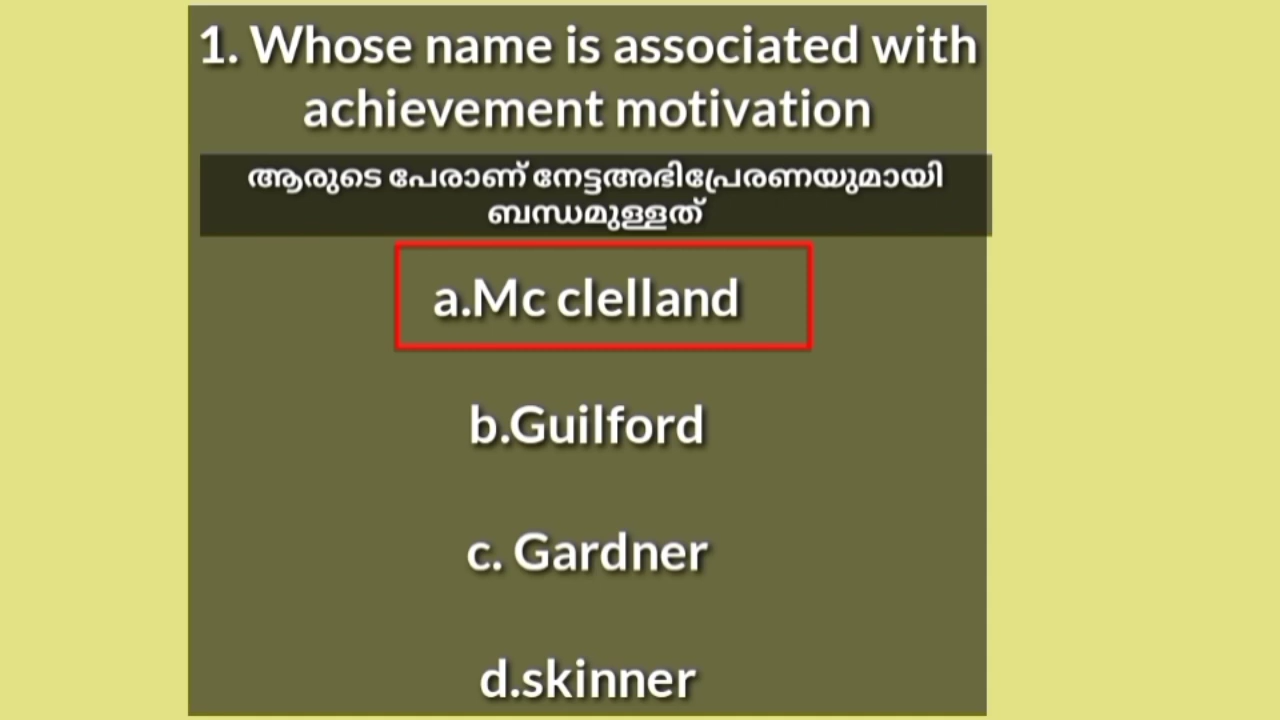 1. Whose name is associated with
achievement motivation
ആരുടെ പേരാണ് നേട്ടഅഭിപ്രേരണയുമായി
ബന്ധമുള്ളത്
a.Mc clelland
b.Guilford
c. Gardner
d.skinner